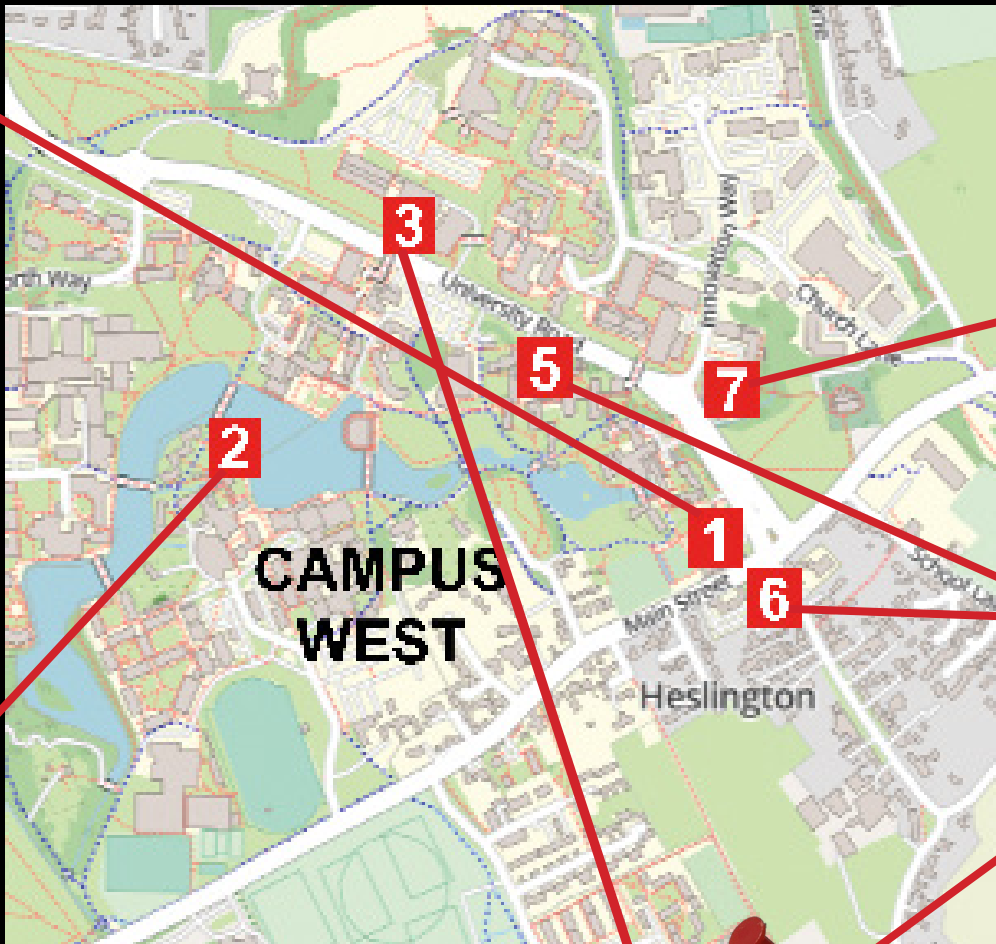 3
orth Way
University Road
Innovation Way
Church Lane
5
7
2
1
CAMPUS
WEST
Main Street
6
School La
Heslington